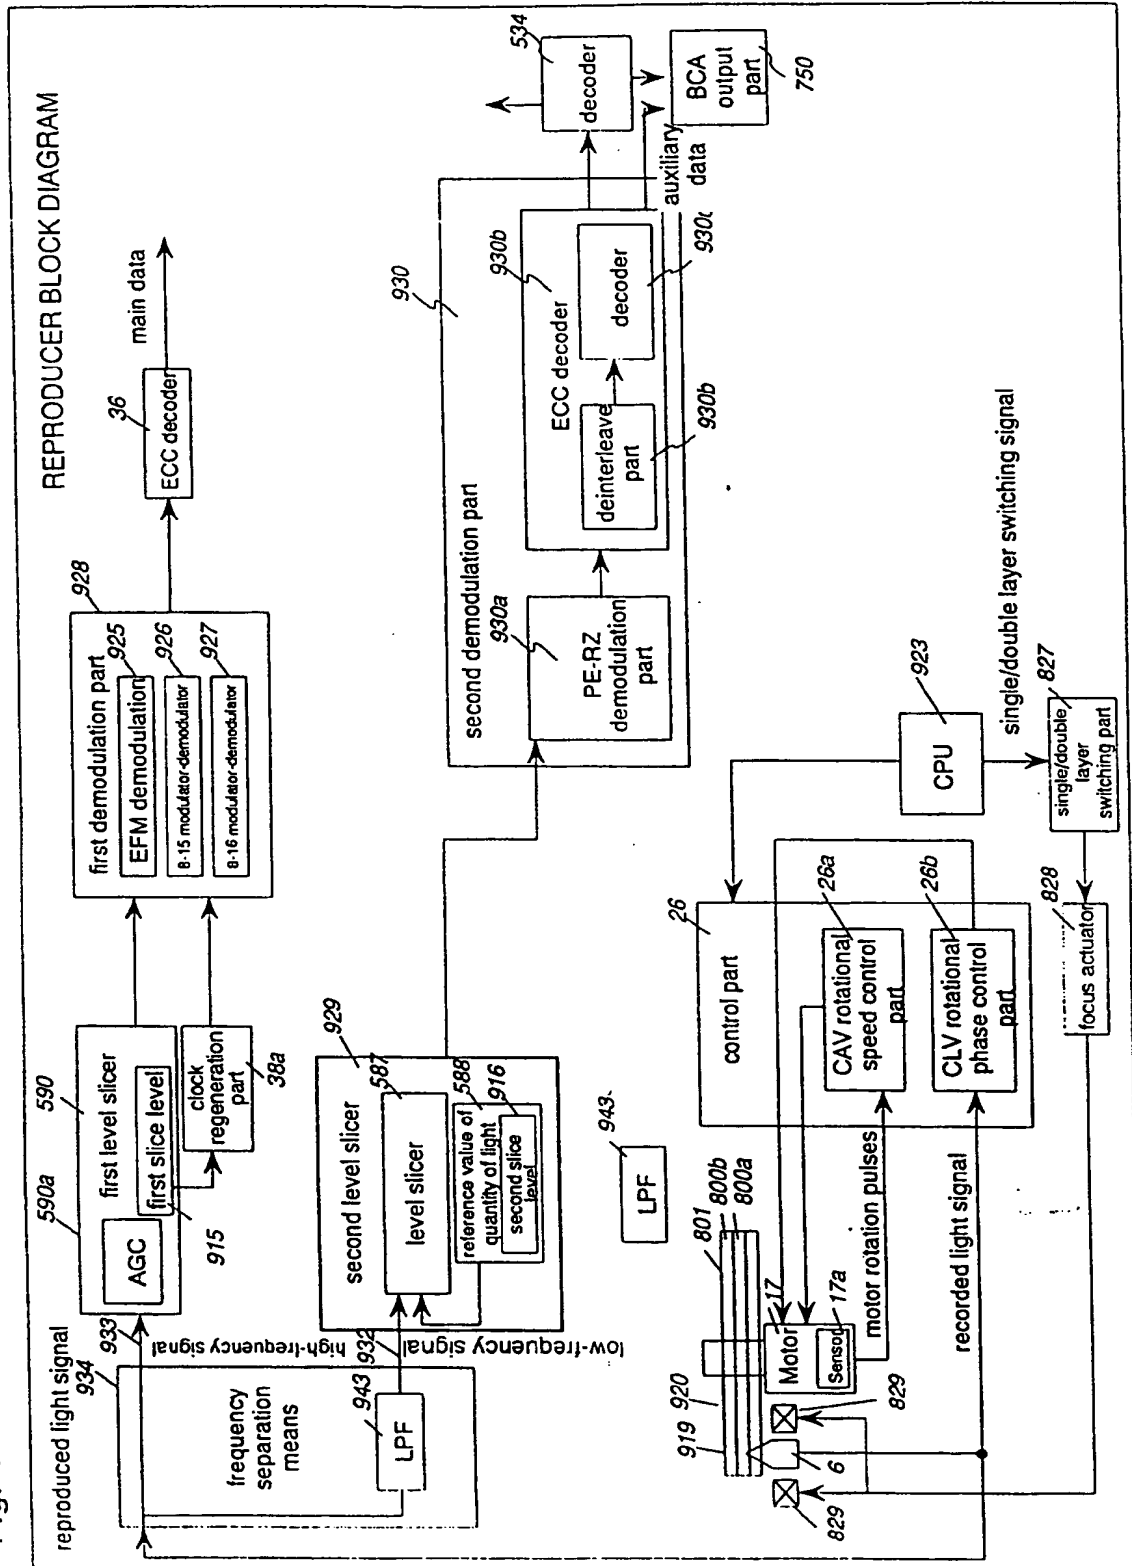 REPRODUCER BLOCK DIAGRAM
reproduced light signal
934
933
high-frequency signal
frequency
separation
means
943
LPF
932
low-frequency signal
590a
590
first level slicer
AGC
first slice level
915
clock
regeneration
part
38a
928
first demodulation part
925
EFM demodulation
926
8-15 modulator-demodulator
927
8-16 modulator-demodulator
36
ECC decoder
main data
929
second level slicer
587
level slicer
588
reference value of
quantity of light
916
second slice
level
930
second demodulation part
930a
PE-RZ
demodulation
part
930b
ECC decoder
deinterleave
part
930b
decoder
534
decoder
auxiliary
data
BCA
output
part
750
943
LPF
801
800b
800a
919
920
17
Motor
17a
Sensor
829
6
829
motor rotation pulses
recorded light signal
26
control part
26a
CAV rotational
speed control
part
26b
CLV rotational
phase control
part
CPU
923
single/double layer switching signal
827
single/double
layer
switching part
828
focus actuator